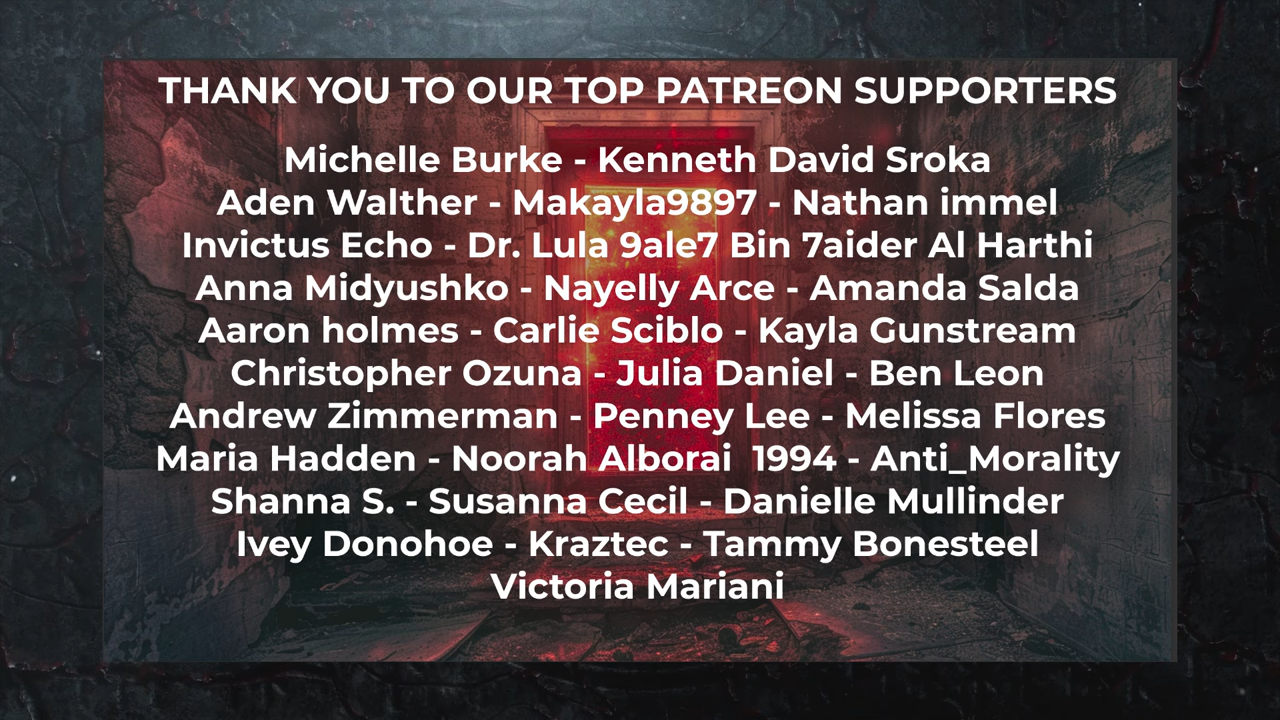 THANK YOU TO OUR TOP PATREON SUPPORTERS
Michelle Burke - Kenneth David Sroka
Aden Walther - Makayla9897 - Nathan immel
Invictus Echo - Dr. Lula 9ale7 Bin 7aider Al Harthi
Anna Midyushko - Nayelly Arce - Amanda Salda
Aaron holmes - Carlie Sciblo - Kayla Gunstream
Christopher Ozuna - Julia Daniel - Ben Leon
Andrew Zimmerman - Penney Lee - Melissa Flores
Maria Hadden - Noorah Alborai  1994 - Anti_Morality
Shanna S. - Susanna Cecil - Danielle Mullinder
Ivey Donohoe - Kraztec - Tammy Bonesteel
Victoria Mariani